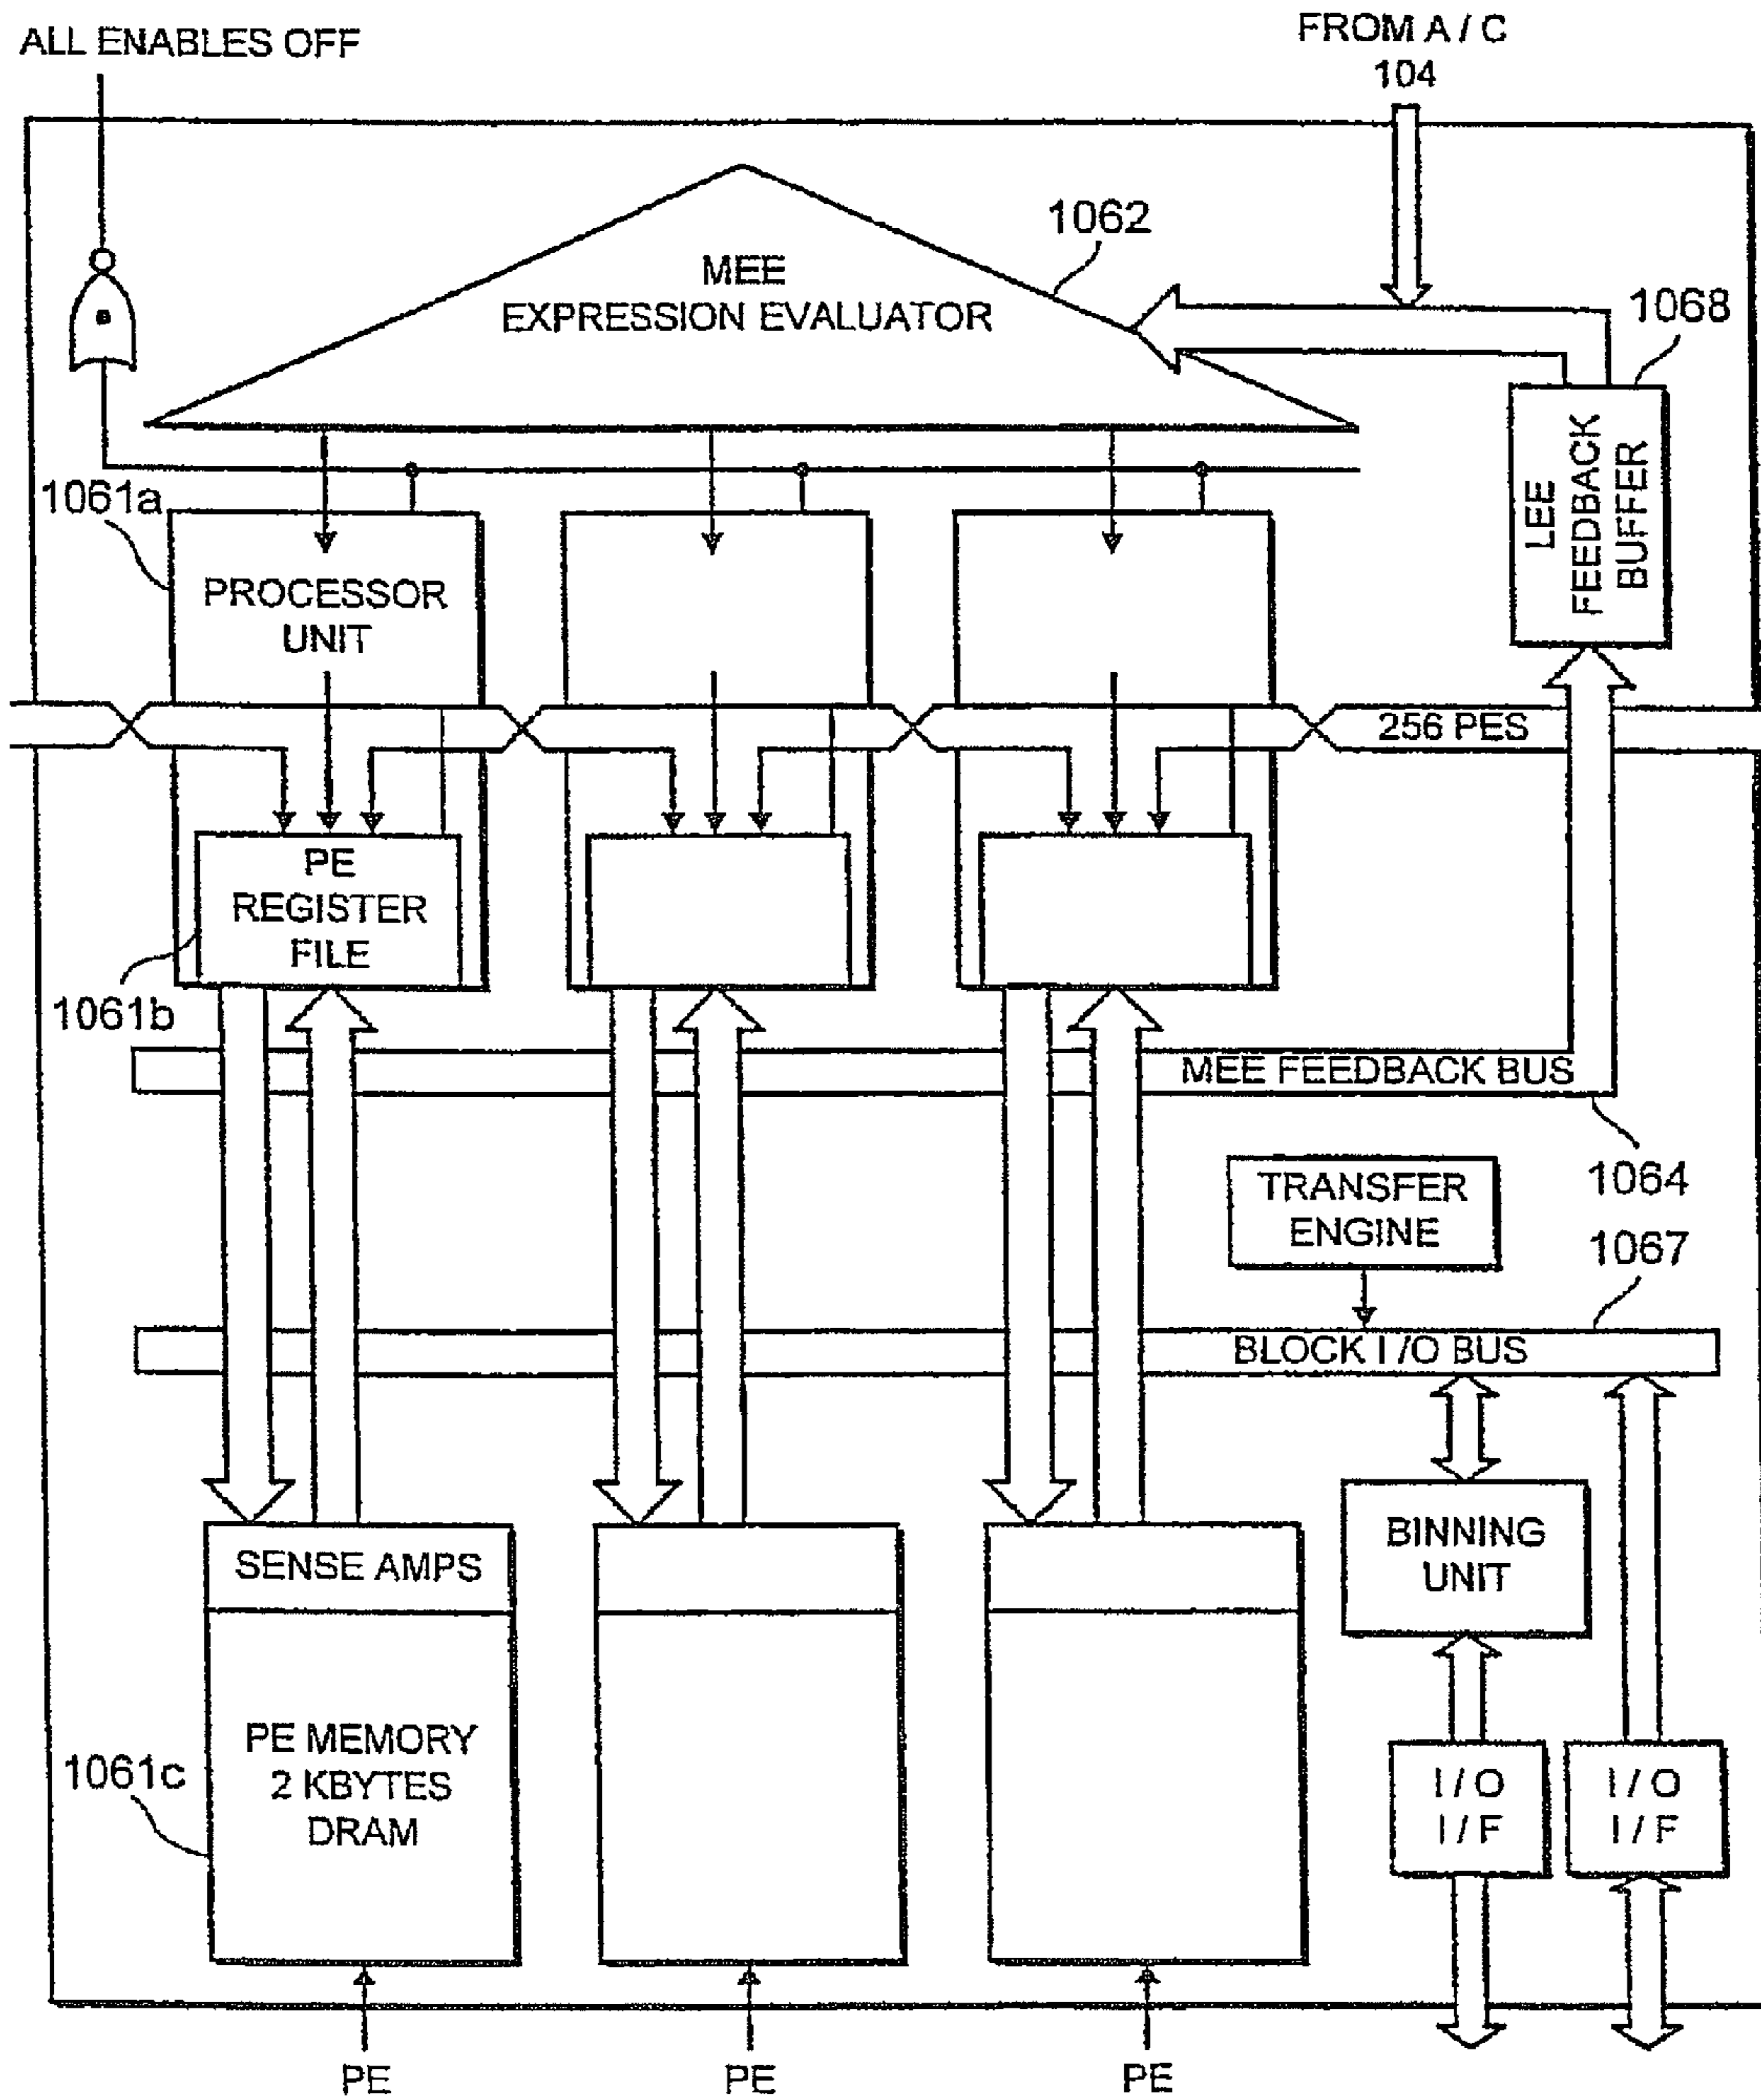 ALL ENABLES OFF
FROM A / C
104
1062
MEE
EXPRESSION EVALUATOR
1068
LEE
FEEDBACK
BUFFER
1061a
PROCESSOR
UNIT
256 PES
PE
REGISTER
FILE
1061b
MEE FEEDBACK BUS
1064
TRANSFER
ENGINE
1067
BLOCK I /O BUS
SENSE AMPS
BINNING
UNIT
PE MEMORY
2 KBYTES
DRAM
1061c
I / O
I / F
I / O
I / F
PE
PE
PE